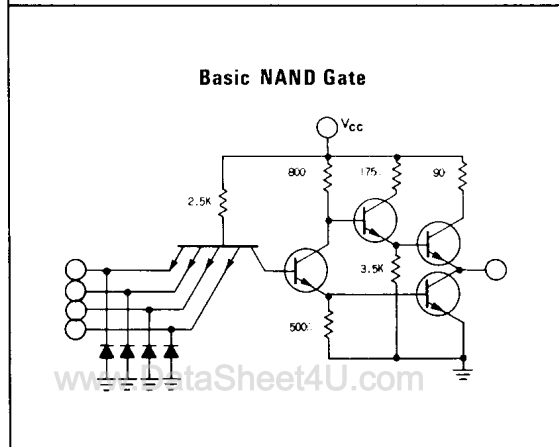 Basic NAND Gate
Vcc
800
175
90
2.5K
3.5K
500
www.DataSheet4U.com